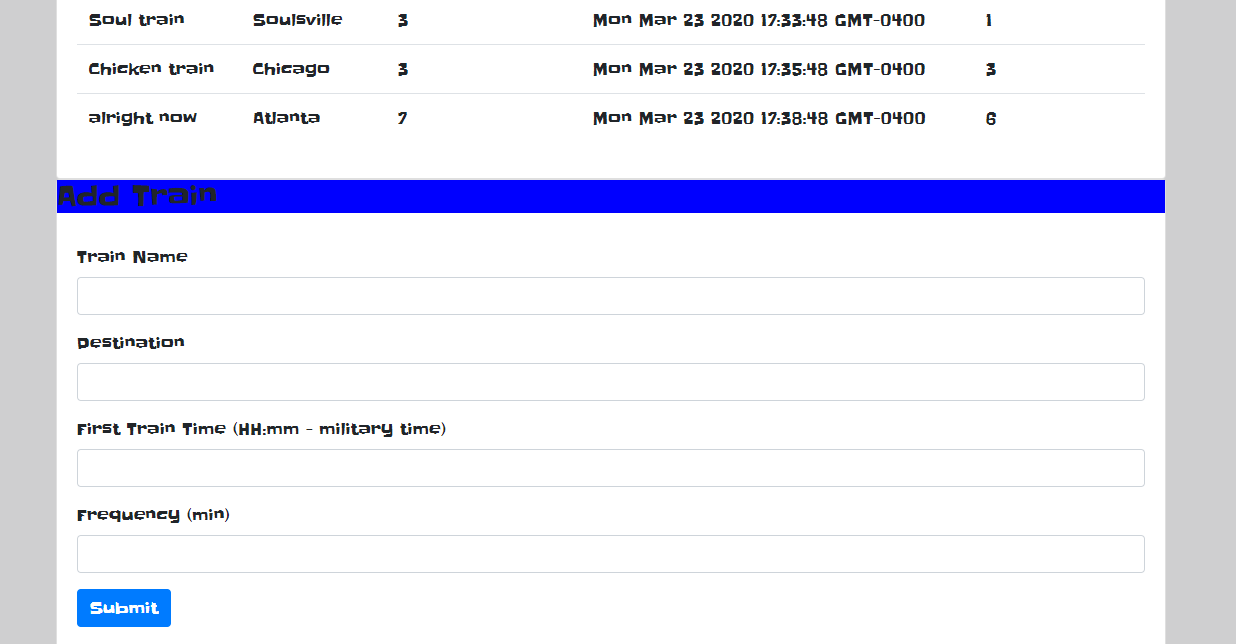 Soul train Soulsville 3 Mon Mar 23 2020 17:33:48 GMT-0400 1
Chicken train Chicago 3 Mon Mar 23 2020 17:35:48 GMT-0400 3
alright now Atlanta 7 Mon Mar 23 2020 17:38:48 GMT-0400 6
Add Train
Train Name
Destination
First Train Time (HH:mm - military time)
Frequency (min)
Submit